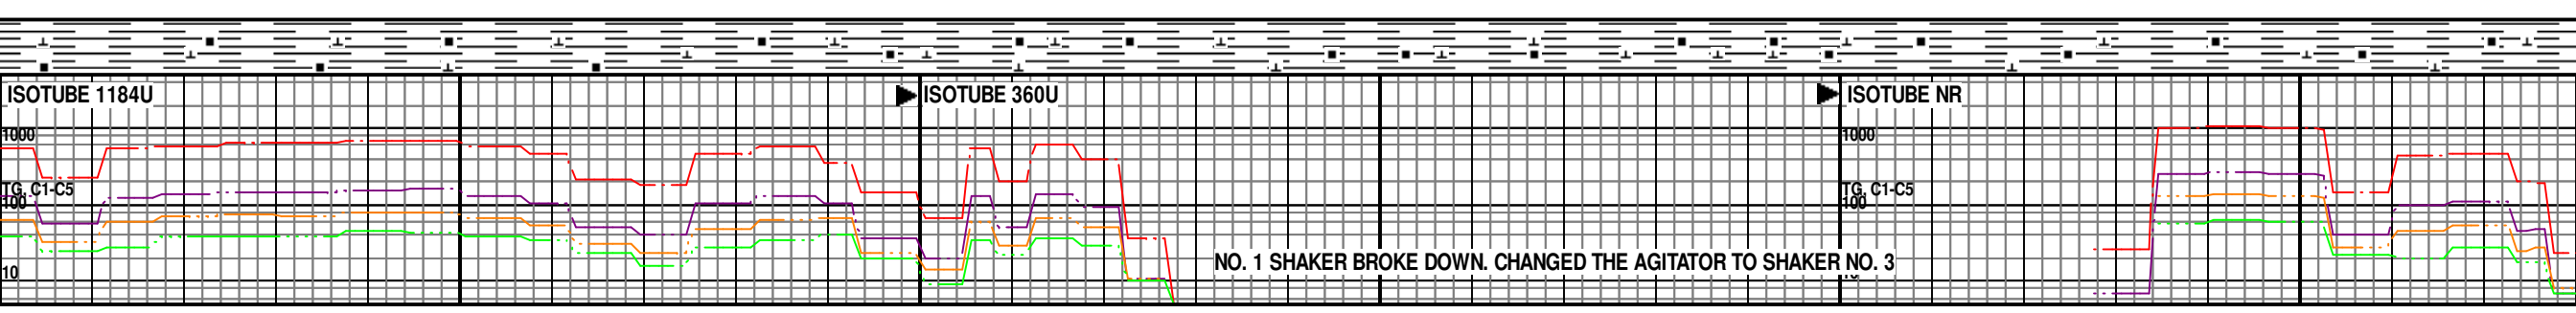 ISOTUBE 1184U
ISOTUBE 360U
ISOTUBE NR
1000
1000
TG, C1-C5
TG, C1-C5
100
100
NO. 1 SHAKER BROKE DOWN. CHANGED THE AGITATOR TO SHAKER NO. 3
10